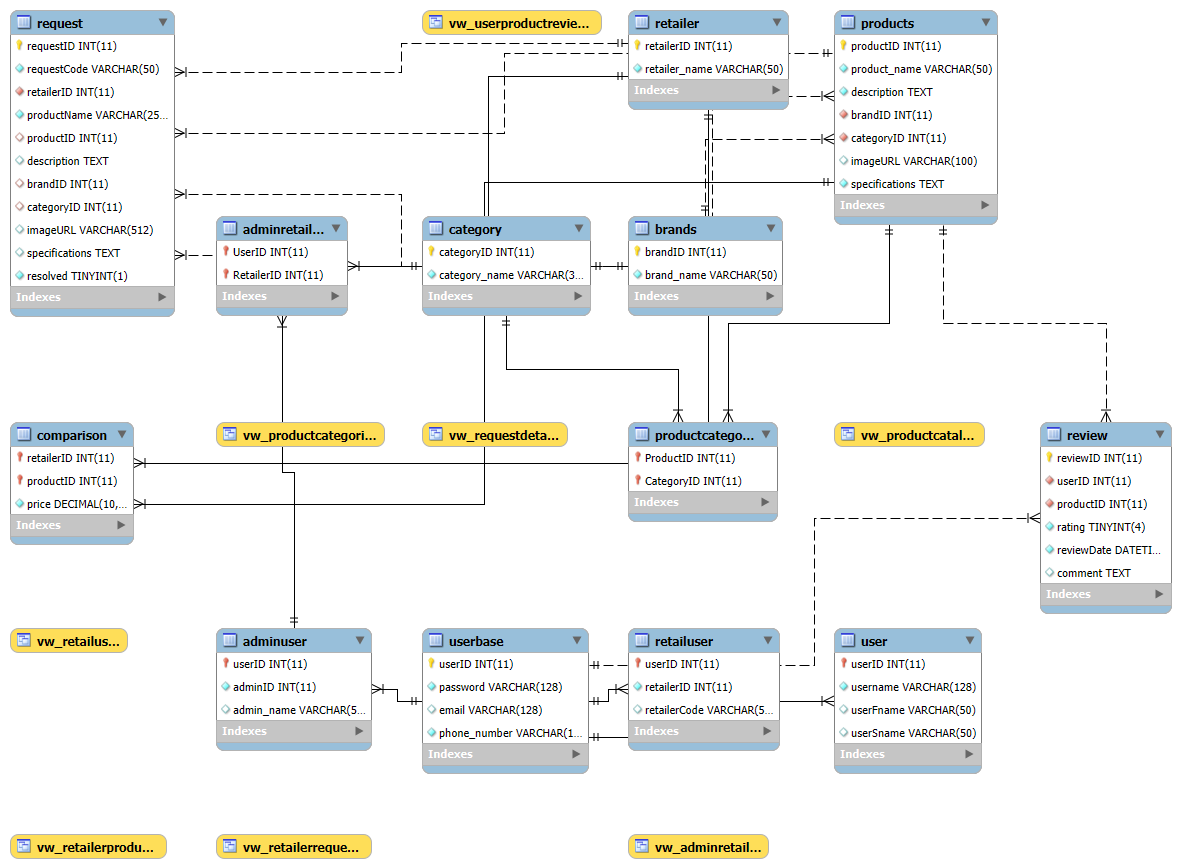 request
requestID INT(11)
requestCode VARCHAR(50)
retailerID INT(11)
productName VARCHAR(25...
productID INT(11)
description TEXT
brandID INT(11)
categoryID INT(11)
imageURL VARCHAR(512)
specifications TEXT
resolved TINYINT(1)
Indexes
vw_userproductrevie...
retailer
retailerID INT(11)
retailer_name VARCHAR(50)
Indexes
products
productID INT(11)
product_name VARCHAR(50)
description TEXT
brandID INT(11)
categoryID INT(11)
imageURL VARCHAR(100)
specifications TEXT
Indexes
adminretail...
UserID INT(11)
RetailerID INT(11)
Indexes
category
categoryID INT(11)
category_name VARCHAR(3...
Indexes
brands
brandID INT(11)
brand_name VARCHAR(50)
Indexes
comparison
retailerID INT(11)
productID INT(11)
price DECIMAL(10,...
Indexes
vw_productcategori...
vw_requestdeta...
productcatego...
ProductID INT(11)
CategoryID INT(11)
Indexes
vw_productcatal...
review
reviewID INT(11)
userID INT(11)
productID INT(11)
rating TINYINT(4)
reviewDate DATETI...
comment TEXT
Indexes
vw_retailus...
adminuser
userID INT(11)
adminID INT(11)
admin_name VARCHAR(5...
Indexes
userbase
userID INT(11)
password VARCHAR(128)
email VARCHAR(128)
phone_number VARCHAR(1...
Indexes
retailuser
userID INT(11)
retailerID INT(11)
retailerCode VARCHAR(5...
Indexes
user
userID INT(11)
username VARCHAR(128)
userFname VARCHAR(50)
userSname VARCHAR(50)
Indexes
vw_retailerprodu...
vw_retailerreque...
vw_adminretail...